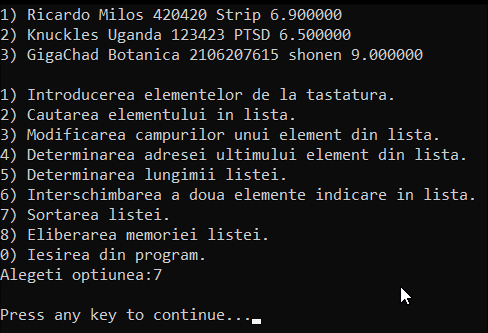 1) Ricardo Milos 420420 Strip 6.900000
2) Knuckles Uganda 123423 PTSD 6.500000
3) GigaChad Botanica 2106207615 shonen 9.000000
1) Introducerea elementelor de la tastatura.
2) Cautarea elementului in lista.
3) Modificarea campurilor unui element din lista.
4) Determinarea adresei ultimului element din lista.
5) Determinarea lungimii listei.
6) Interschimbarea a doua elemente indicare in lista.
7) Sortarea listei.
8) Eliberarea memoriei listei.
0) Iesirea din program.
Alegeti optiunea:7
Press any key to continue...